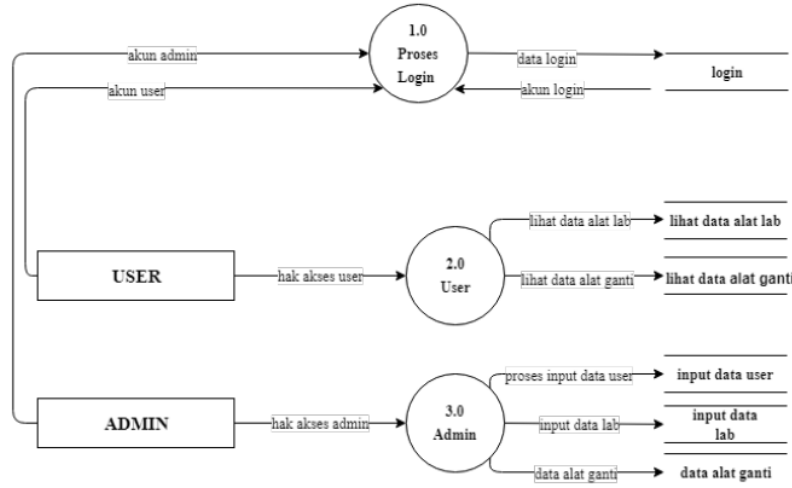 1.0
Proses
Login
akun admin
data login
login
akun user
akun login
lihat data alat lab
lihat data alat lab
2.0
User
USER
hak akses user
lihat data alat ganti
lihat data alat ganti
proses input data user
input data user
3.0
Admin
ADMIN
hak akses admin
input data lab
input data
lab
data alat ganti
data alat ganti